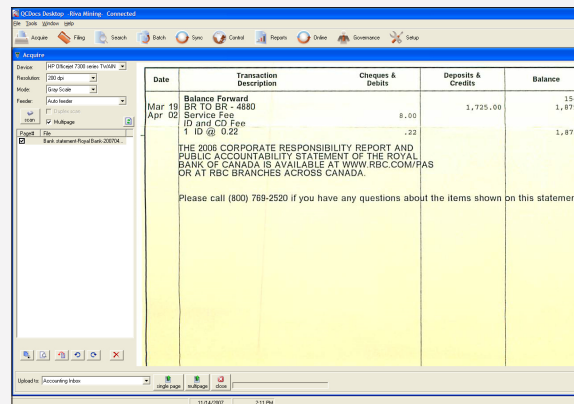 QCDocs Desktop -Riva Mining- Connected
File Tools Window Help
Acquire Filing Search Batch Sync Control Reports Online Governance Setup
Acquire
Device: HP Officejet 7300 series TWAIN
Resolution: 200 dpi
Mode: Gray Scale
Feeder: Auto feeder
scan
Duplex scan
Multipage
Page# File
Bank statement-Royal Bank-200704...
Date Transaction Description Cheques & Debits Deposits & Credits Balance
Balance Forward 15
Mar 19 BR TO BR - 4880 1,725.00 1,87
Apr 02 Service Fee 8.00
ID and CD Fee
1 ID @ 0.22 .22 1,87
THE 2006 CORPORATE RESPONSIBILITY REPORT AND
PUBLIC ACCOUNTABILITY STATEMENT OF THE ROYAL
BANK OF CANADA IS AVAILABLE AT WWW.RBC.COM/PAS
OR AT RBC BRANCHES ACROSS CANADA.
Please call (800) 769-2520 if you have any questions about the items shown on this statemen
Upload to: Accounting Inbox
single page multipage close
11/14/2007 2:11 PM